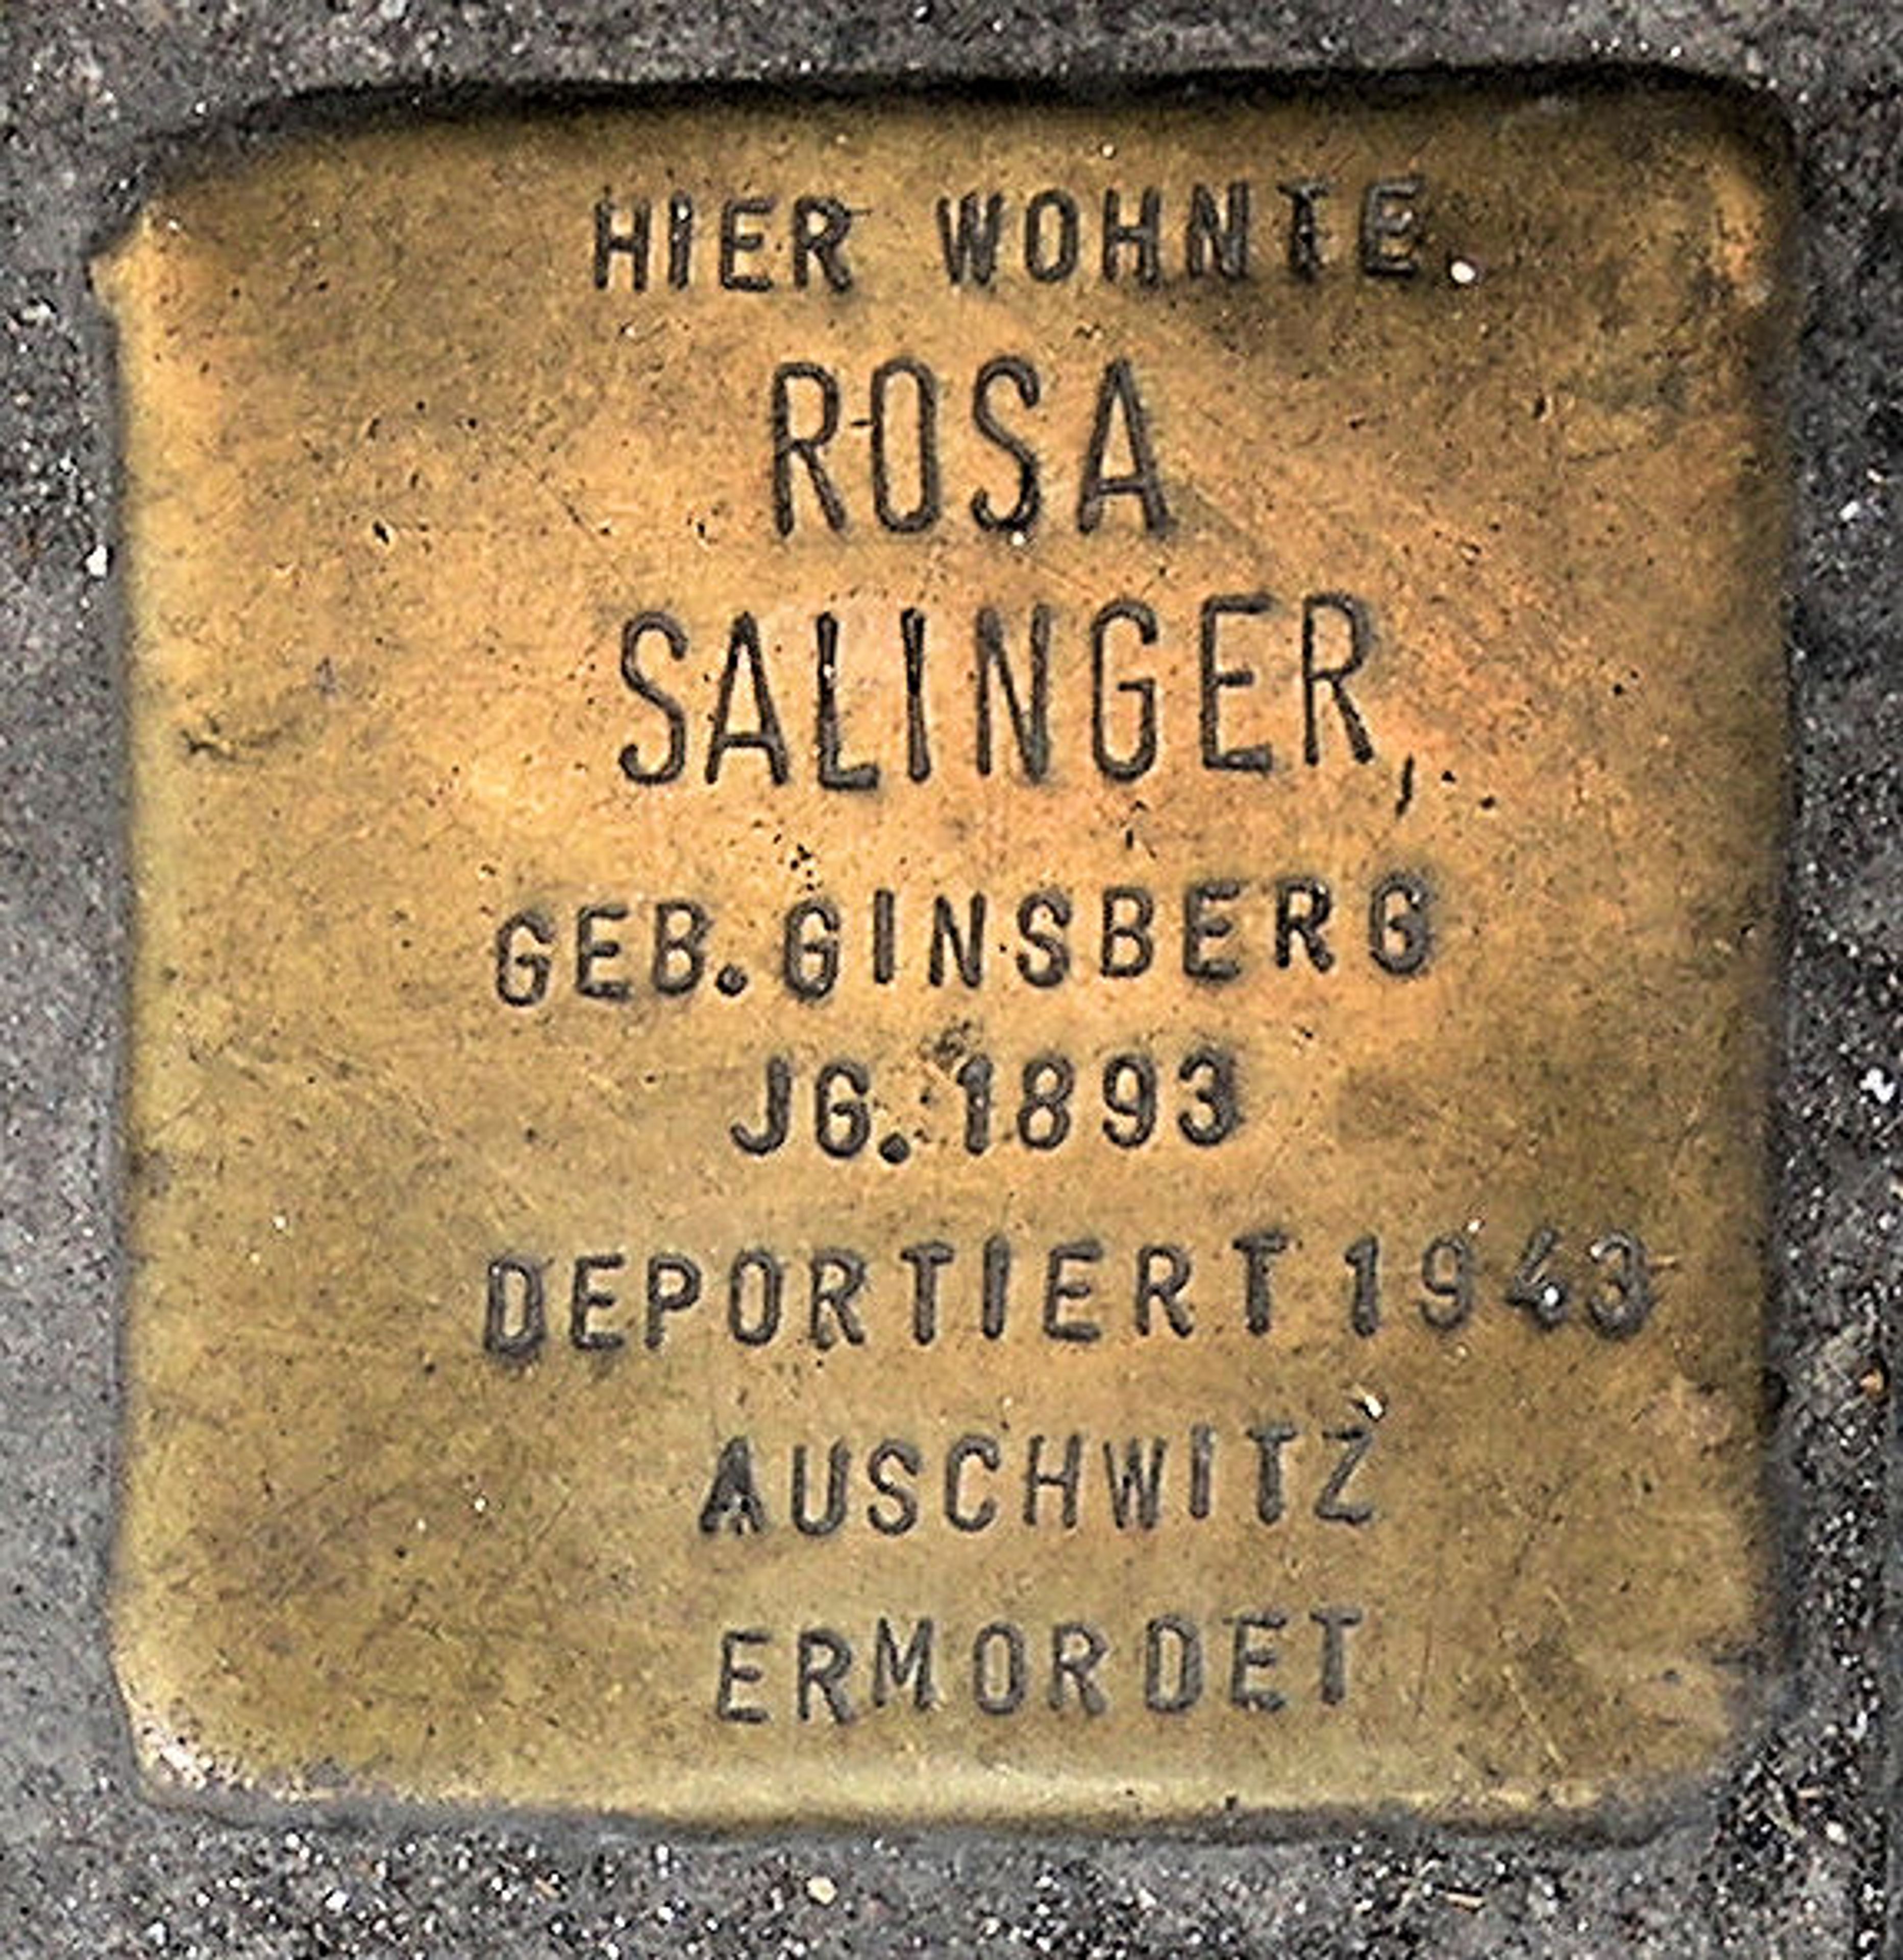 HIER WOHNTE
ROSA
SALINGER,
GEB. GINSBERG
JG. 1893
DEPORTIERT 1943
AUSCHWITZ
ERMORDET